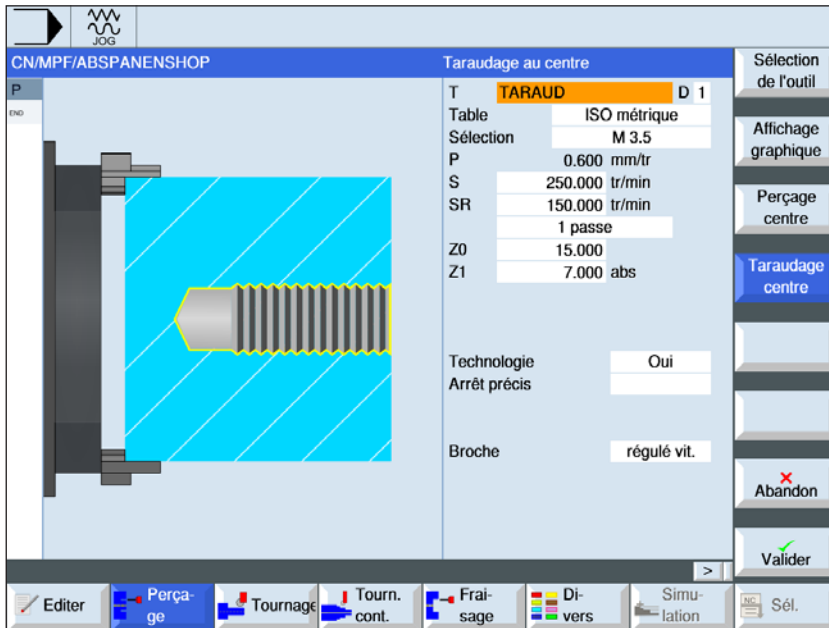 JOG
CN/MPF/ABSPANENSHOP
P
END
Taraudage au centre
T TARAUD D 1
Table ISO métrique
Sélection M 3.5
P 0.600 mm/tr
S 250.000 tr/min
SR 150.000 tr/min
1 passe
Z0 15.000
Z1 7.000 abs
Technologie Oui
Arrêt précis
Broche régulé vit.
Sélection
de l'outil
Affichage
graphique
Perçage
centre
Taraudage
centre
Abandon
Valider
>
Editer
Perça-
ge
Tournage
Tourn.
cont.
Frai-
sage
Di-
vers
Simu-
lation
NC
Sél.